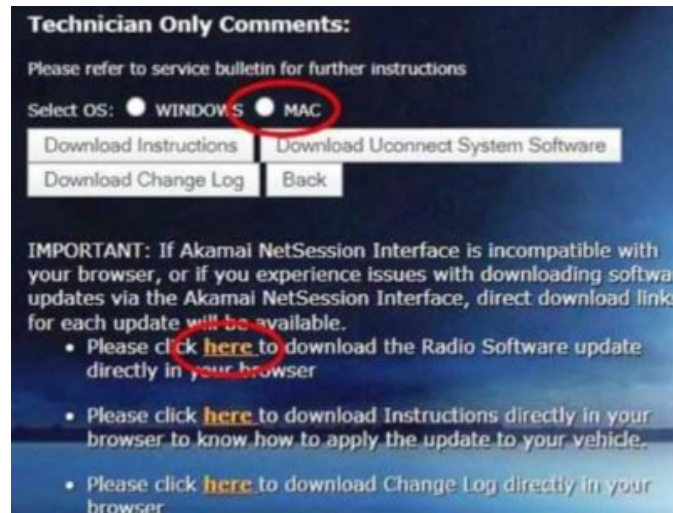 Technician Only Comments:
Please refer to service bulletin for further instructions
Select OS: WINDOWS MAC
Download Instructions Download Uconnect System Software
Download Change Log Back
IMPORTANT: If Akamai NetSession Interface is incompatible with
your browser, or if you experience issues with downloading softwa
updates via the Akamai NetSession Interface, direct download link
for each update will be available.
• Please click here to download the Radio Software update
directly in your browser
• Please click here to download Instructions directly in your
browser to know how to apply the update to your vehicle.
• Please click here to download Change Log directly in your
browser